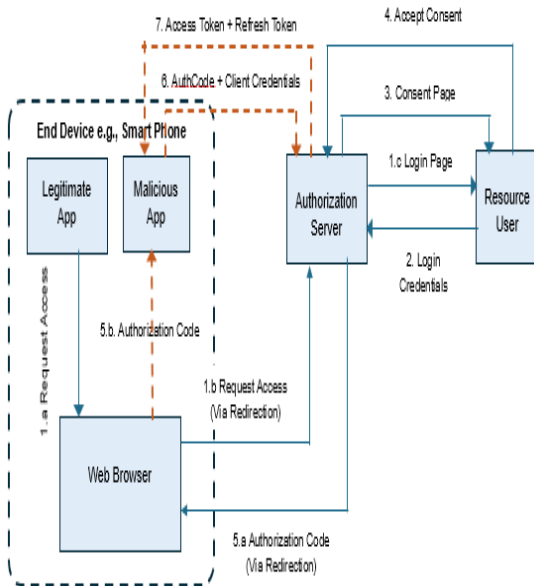 7. Access Token + Refresh Token
4. Accept Consent
6. AuthCode + Client Credentials
3. Consent Page
End Device e.g., Smart Phone
1.c Login Page
Legitimate
App
Malicious
App
Authorization
Server
Resource
User
2. Login
Credentials
1.a Request Access
5.b. Authorization Code
1.b Request Access
(Via Redirection)
Web Browser
5.a Authorization Code
(Via Redirection)